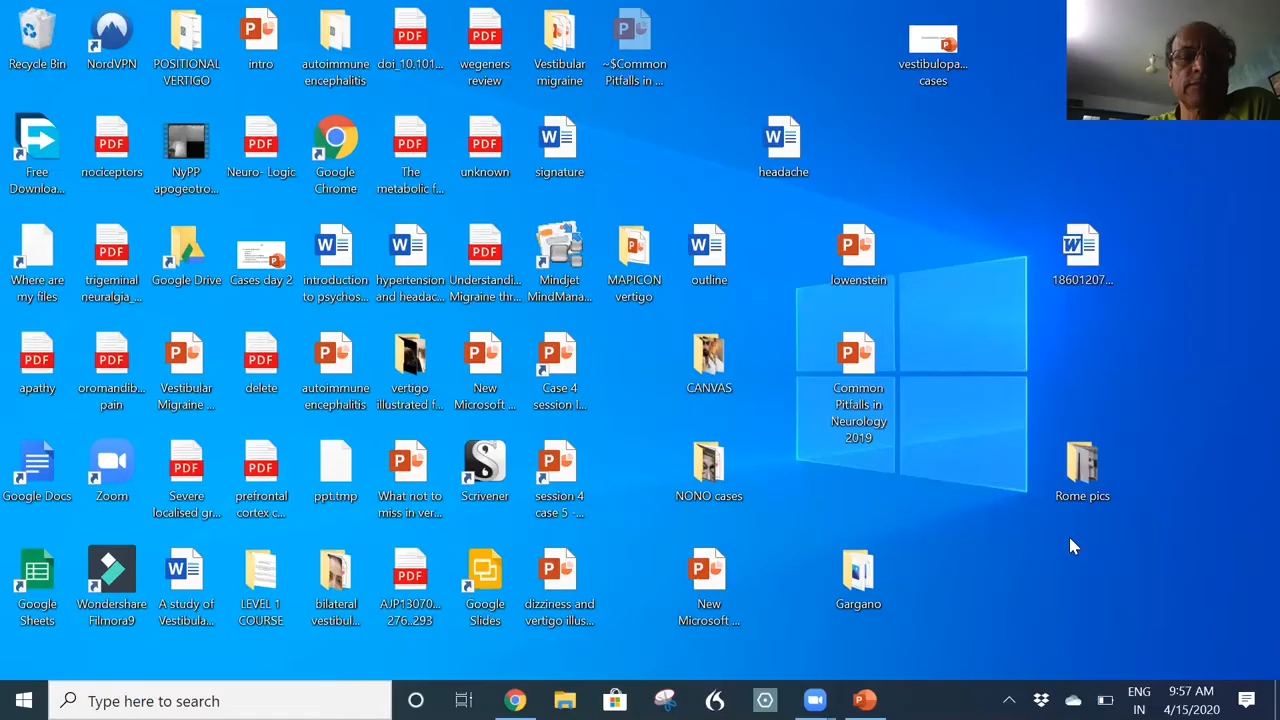 Recycle Bin
NordVPN
POSITIONAL
VERTIGO
intro
autoimmune
encephalitis
PDF
doi_10.101...
PDF
wegeners
review
Vestibular
migraine
~$Common
Pitfalls in ...
vestibulopa...
cases
Free
Downloa...
PDF
nociceptors
NyPP
apogeotro...
PDF
Neuro- Logic
Google
Chrome
PDF
The
metabolic f...
PDF
unknown
signature
headache
Where are
my files
PDF
trigeminal
neuralgia_...
Google Drive
Cases day 2
introduction
to psychos...
hypertension
and headac...
PDF
Understandi...
Migraine thr...
Mindjet
MindMana...
MAPICON
vertigo
outline
lowenstein
18601207...
PDF
apathy
PDF
oromandib...
pain
Vestibular
Migraine ...
PDF
delete
autoimmune
encephalitis
vertigo
illustrated f...
New
Microsoft ...
Case 4
session I...
CANVAS
Common
Pitfalls in
Neurology
2019
Google Docs
Zoom
PDF
Severe
localised gr...
PDF
prefrontal
cortex c...
ppt.tmp
What not to
miss in ver...
Scrivener
session 4
case 5 -...
NONO cases
Rome pics
Google
Sheets
Wondershare
Filmora9
A study of
Vestibula...
LEVEL 1
COURSE
bilateral
vestibul...
PDF
AJP13070...
276..293
Google
Slides
dizziness and
vertigo illus...
New
Microsoft ...
Gargano
Type here to search
ENG
IN
9:57 AM
4/15/2020